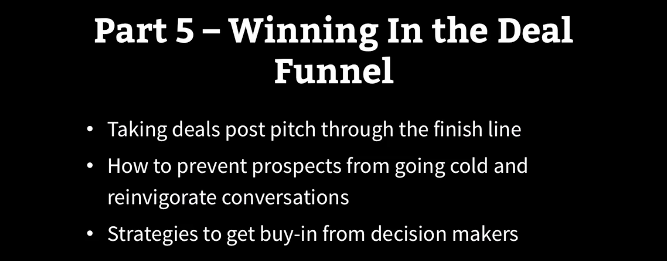 Part 5 – Winning In the Deal
Funnel
• Taking deals post pitch through the finish line
• How to prevent prospects from going cold and
reinvigorate conversations
• Strategies to get buy-in from decision makers